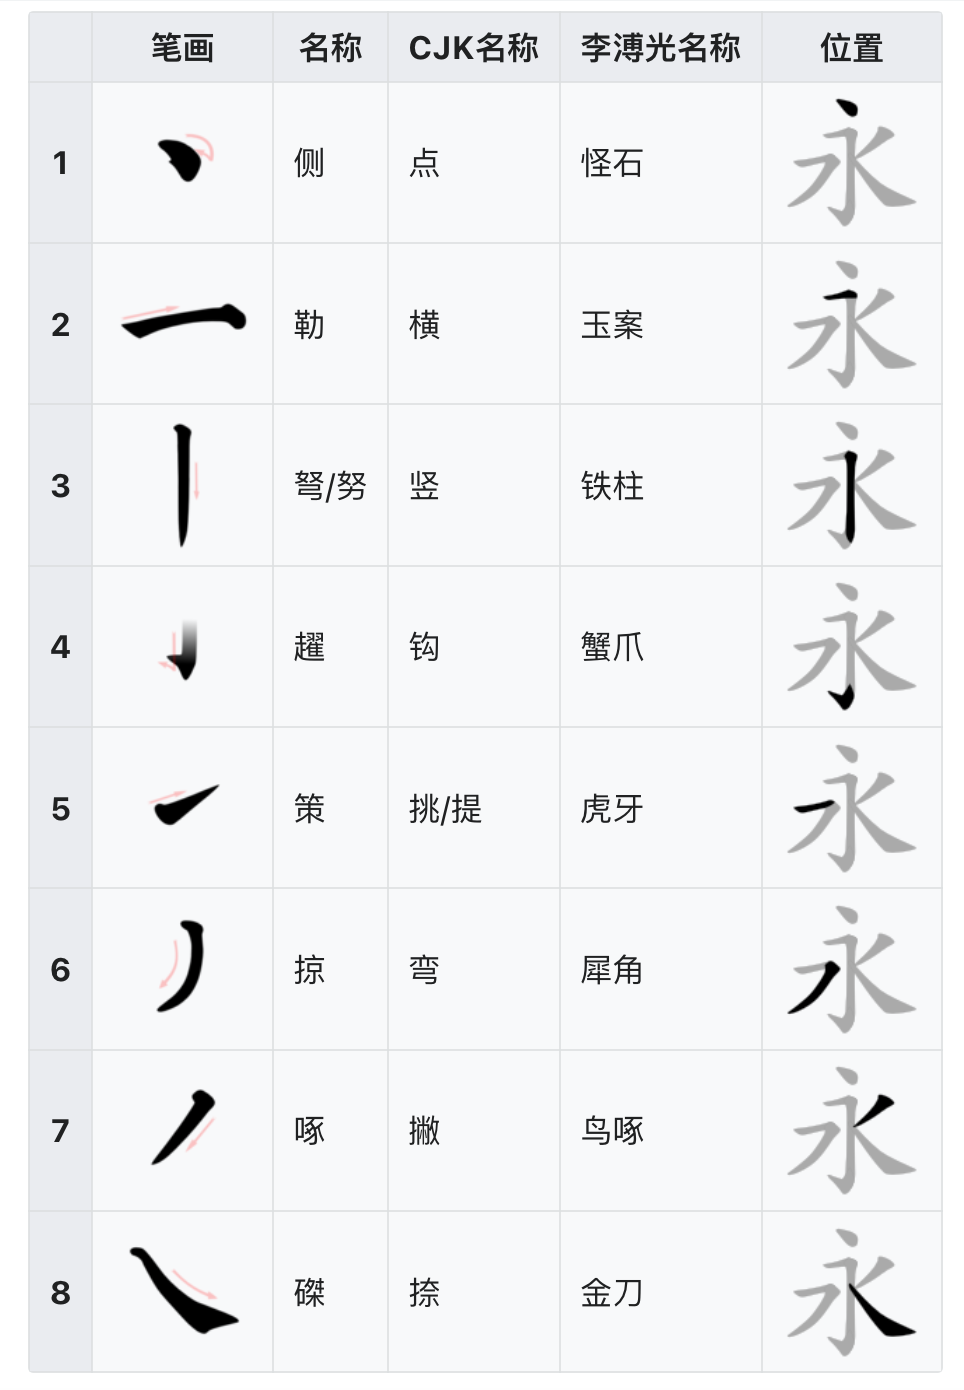 笔画 名称 CJK名称 李溥光名称 位置
1 侧 点 怪石 永
2 勒 横 玉案 永
3 弩/努 竖 铁柱 永
4 趯 钩 蟹爪 永
5 策 挑/提 虎牙 永
6 掠 弯 犀角 永
7 啄 撇 鸟啄 永
8 磔 捺 金刀 永